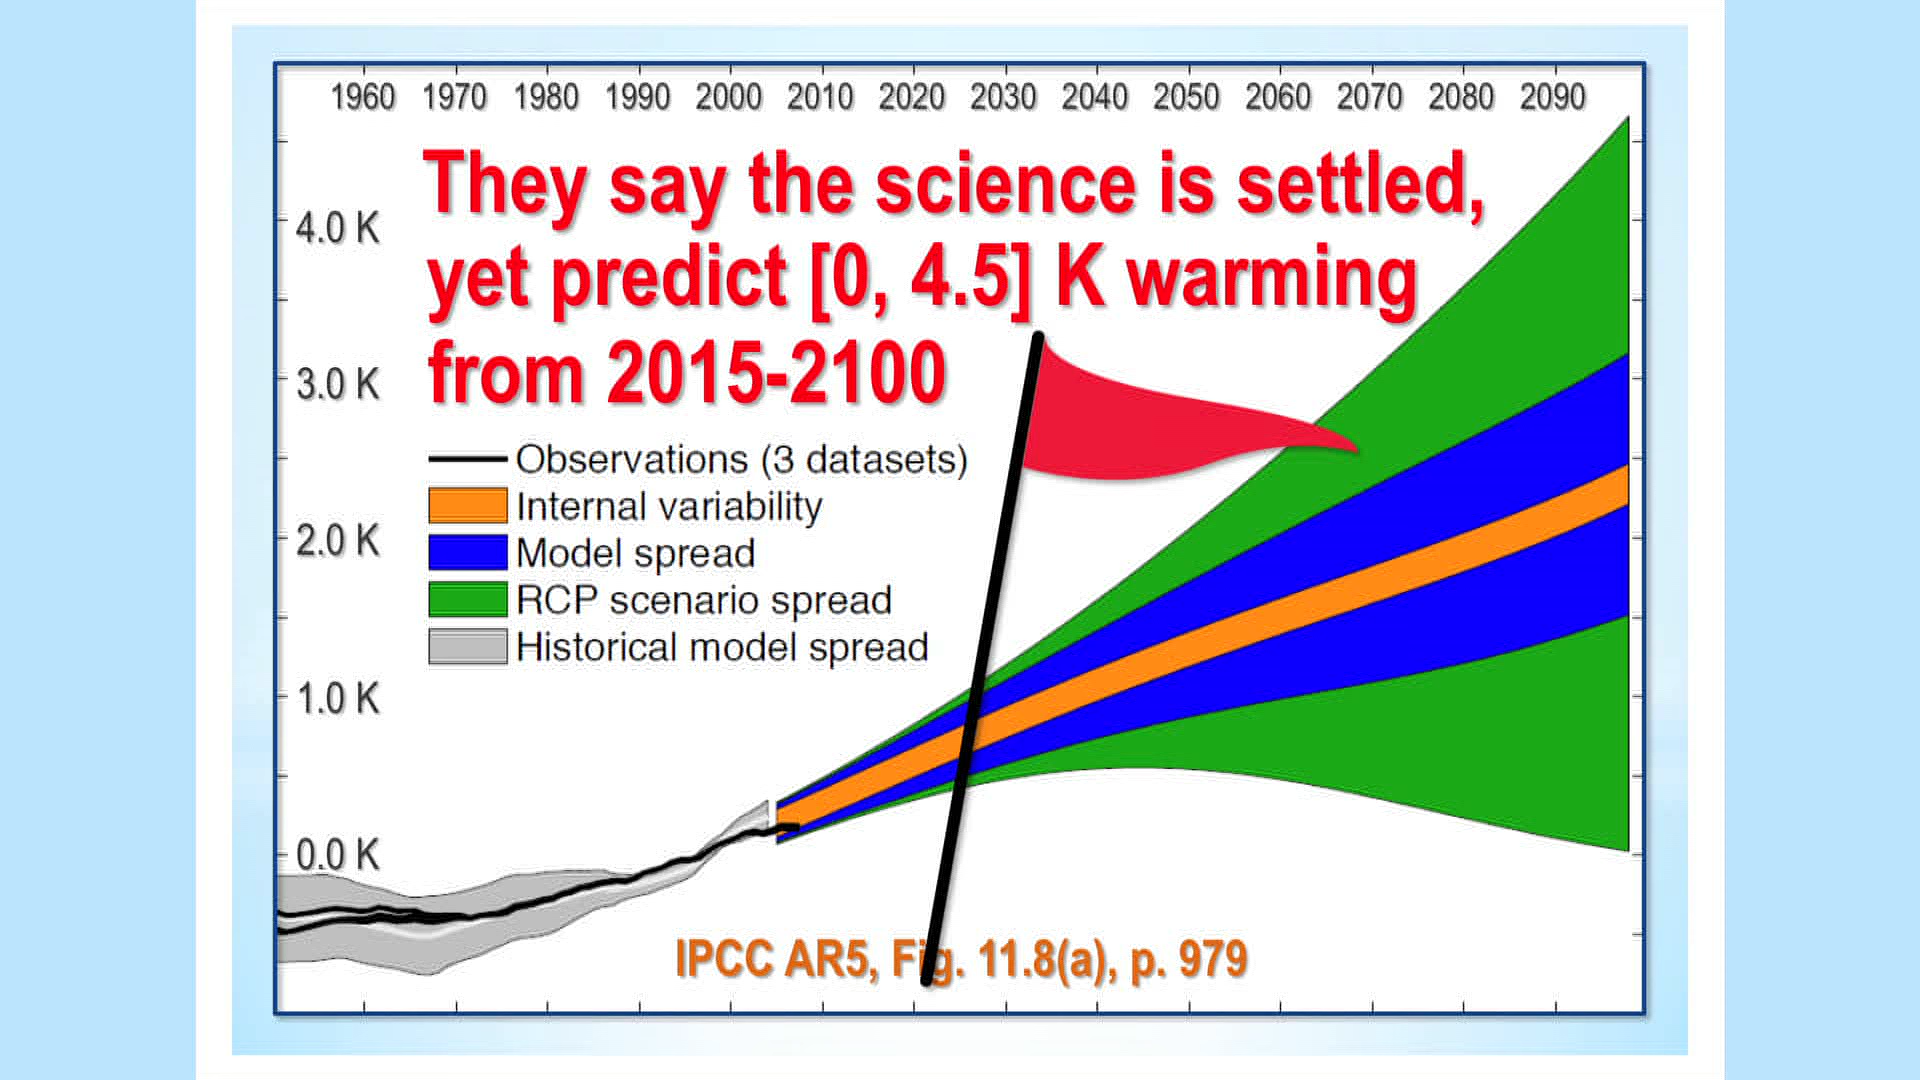 1960 1970 1980 1990 2000 2010 2020 2030 2040 2050 2060 2070 2080 2090
They say the science is settled,
4.0 K
yet predict [0, 4.5] K warming
from 2015-2100
3.0 K
Observations (3 datasets)
Internal variability
2.0 K
Model spread
RCP scenario spread
Historical model spread
1.0 K
0.0 K
IPCC AR5, Fig. 11.8(a), p. 979